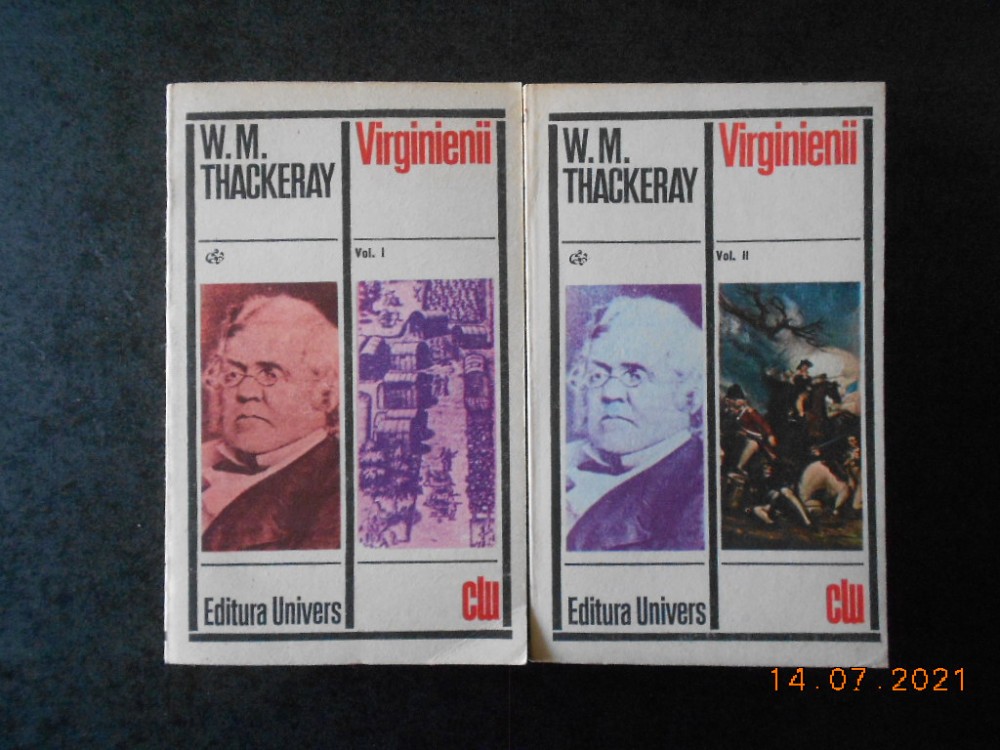 W. M.
THACKERAY
Virginienii
Vol. I
Editura Univers
clu
W. M.
THACKERAY
Virginienii
Vol. II
Editura Univers
clu
14.07.2021